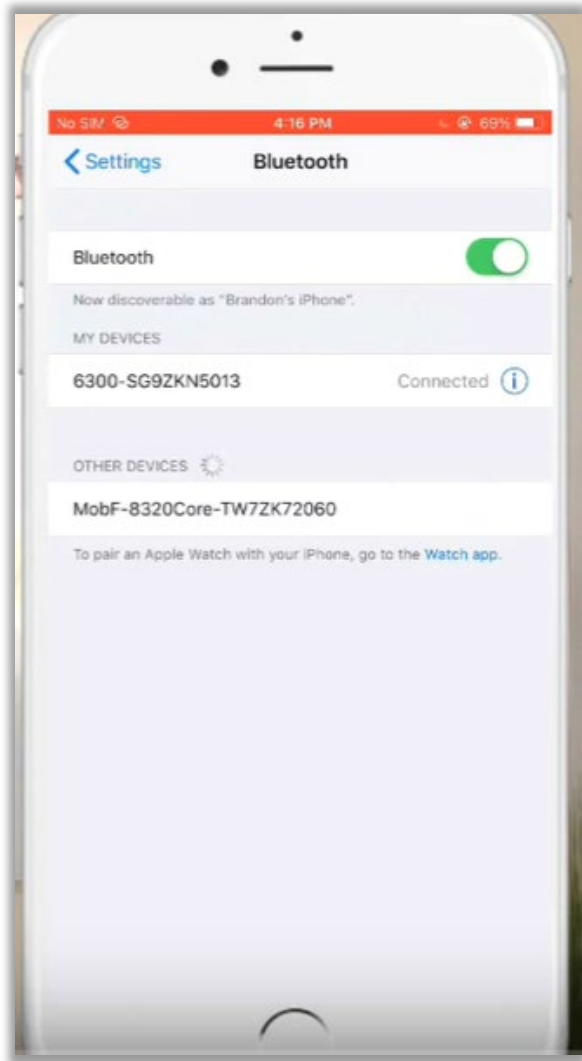 No SIM 4:16 PM 69%
Settings Bluetooth
Bluetooth
Now discoverable as "Brandon's iPhone".
MY DEVICES
6300-SG9ZKN5013 Connected
OTHER DEVICES
MobF-8320Core-TW7ZK72060
To pair an Apple Watch with your iPhone, go to the Watch app.